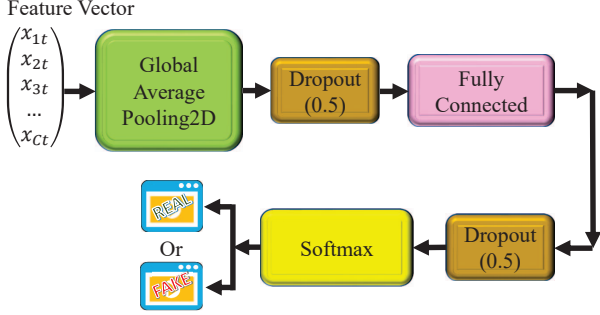 Feature Vector
x1t
x2t
x3t
...
xCt
Global
Average
Pooling2D
Dropout
(0.5)
Fully
Connected
Dropout
(0.5)
Softmax
REAL
Or
FAKE